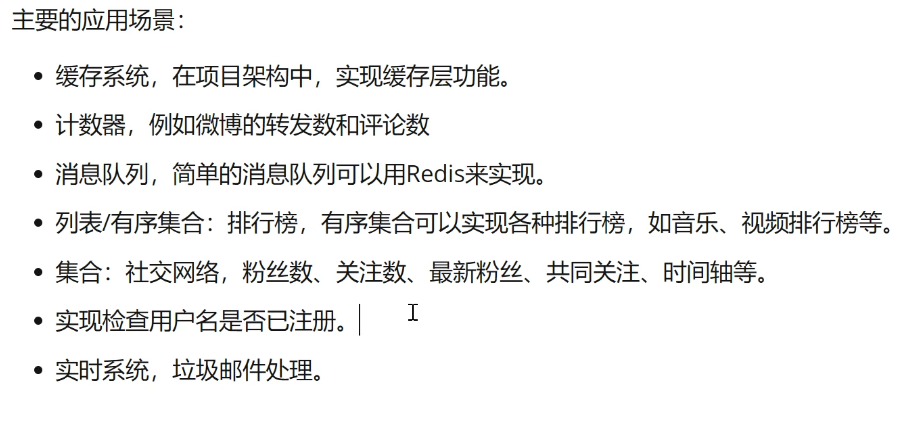 主要的应用场景：
缓存系统，在项目架构中，实现缓存层功能。
计数器，例如微博的转发数和评论数
消息队列，简单的消息队列可以用Redis来实现。
列表/有序集合：排行榜，有序集合可以实现各种排行榜，如音乐、视频排行榜等。
集合：社交网络，粉丝数、关注数、最新粉丝、共同关注、时间轴等。
实现检查用户名是否已注册。
实时系统，垃圾邮件处理。